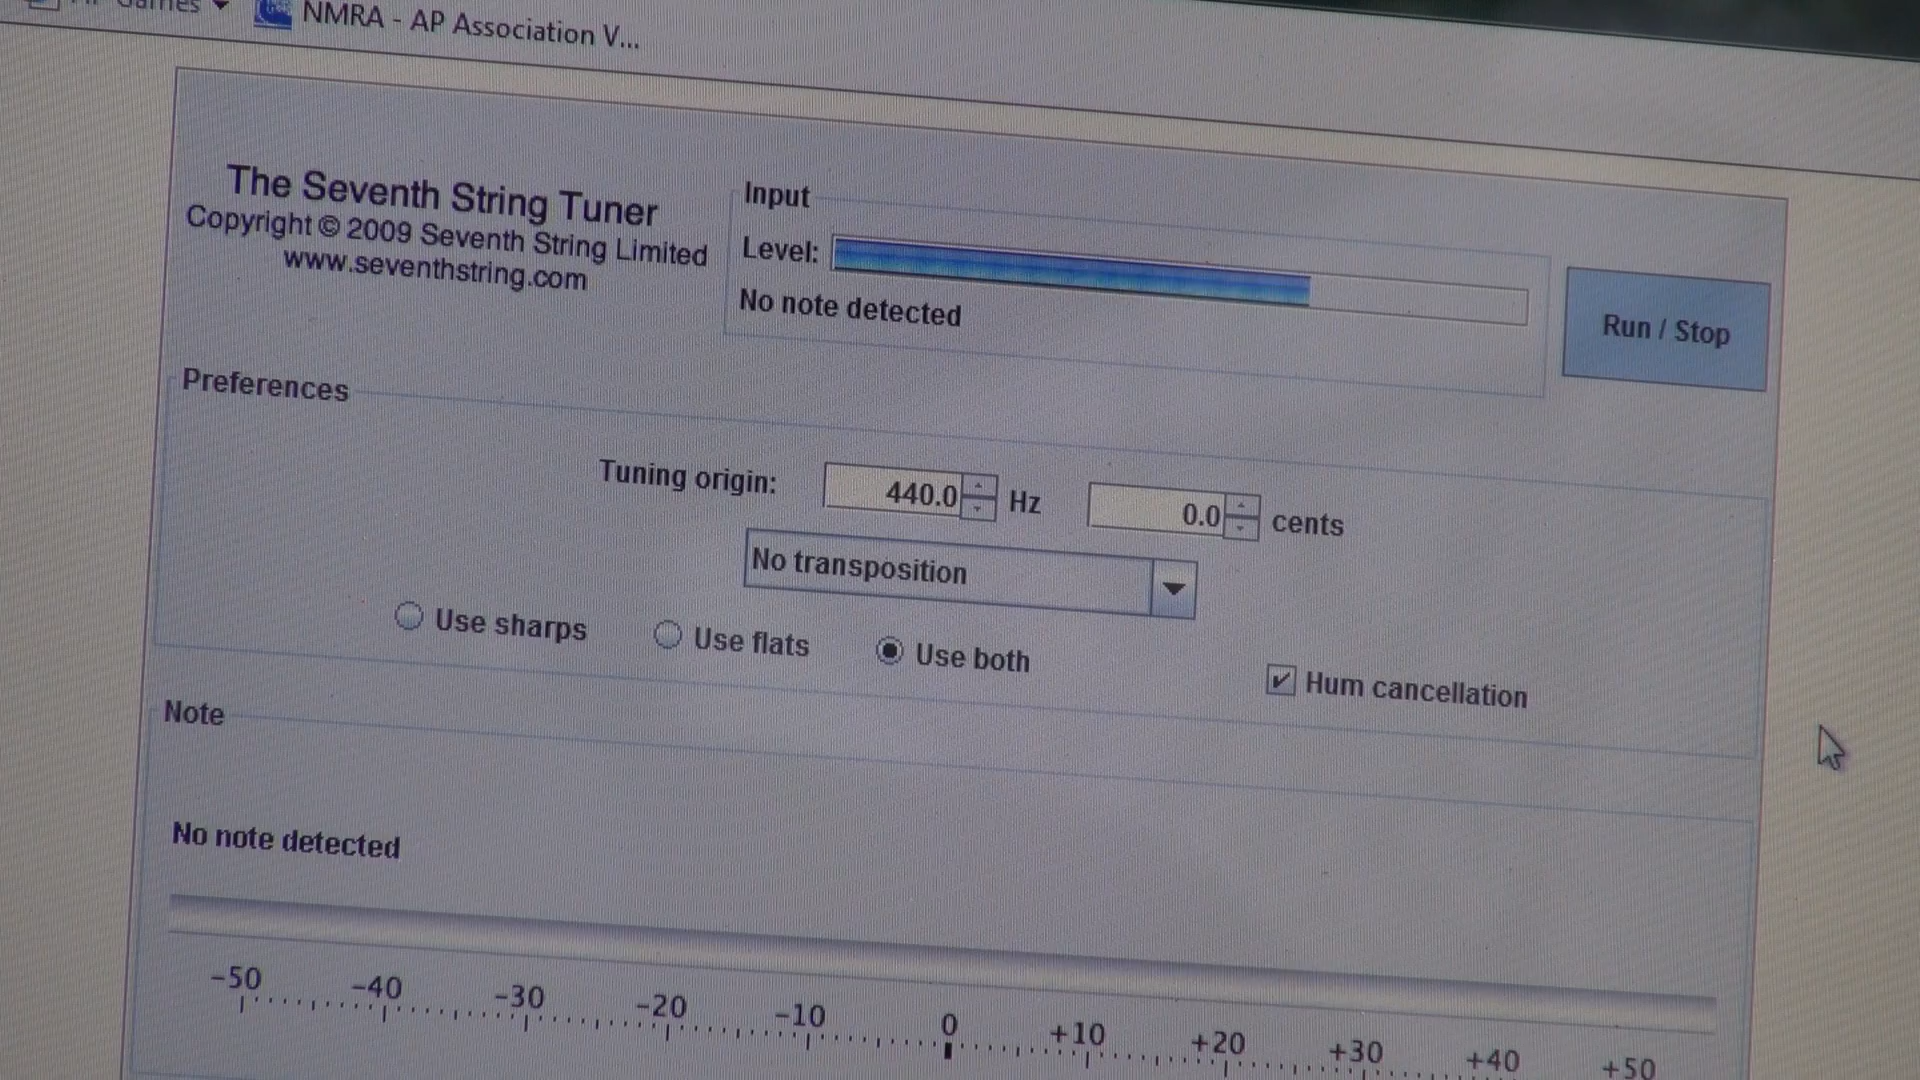 Games
NMRA - AP Association V...
The Seventh String Tuner
Copyright © 2009 Seventh String Limited
www.seventhstring.com
Input
Level:
No note detected
Run / Stop
Preferences
Tuning origin: 440.0 Hz 0.0 cents
No transposition
Use sharps Use flats Use both Hum cancellation
Note
No note detected
-50 -40 -30 -20 -10 0 +10 +20 +30 +40 +50